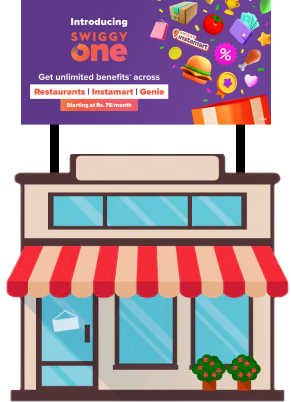 Introducing
SWIGGY
one
Get unlimited benefits* across
Restaurants | Instamart | Genie
Starting at Rs. 75/month
instamart
%